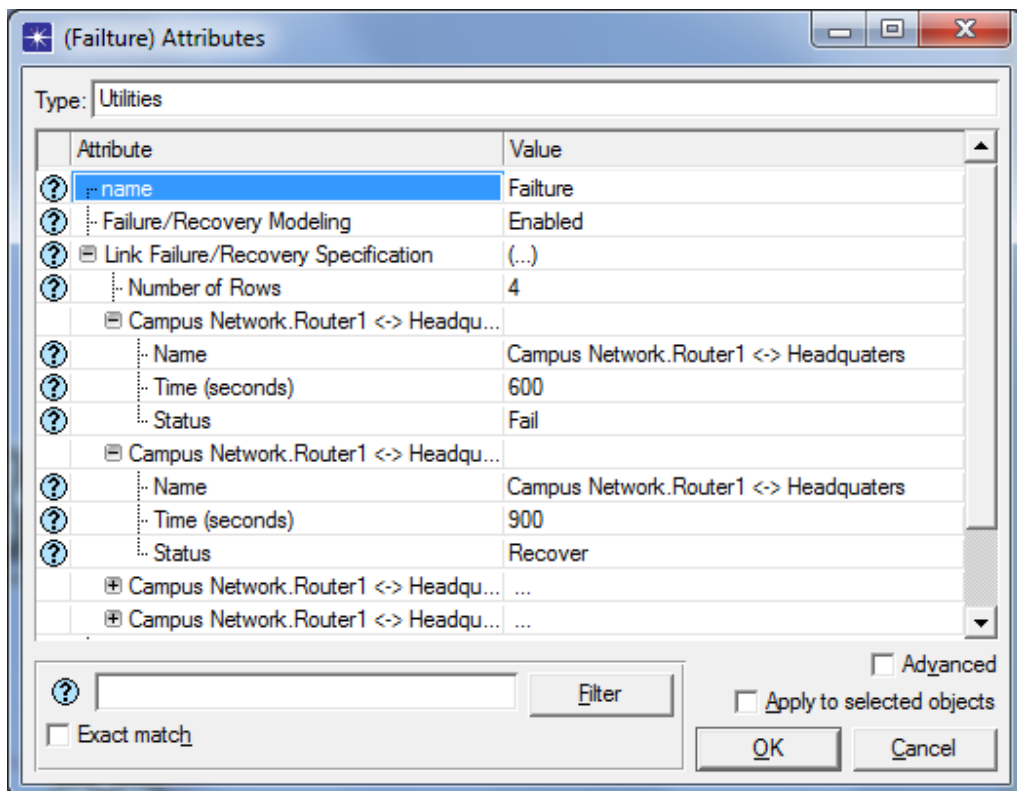 (Failture) Attributes
Type: Utilities
Attribute Value
name Failture
Failure/Recovery Modeling Enabled
Link Failure/Recovery Specification (...)
Number of Rows 4
Campus Network.Router1 <-> Headqu...
Name Campus Network.Router1 <-> Headquaters
Time (seconds) 600
Status Fail
Campus Network.Router1 <-> Headqu...
Name Campus Network.Router1 <-> Headquaters
Time (seconds) 900
Status Recover
Campus Network.Router1 <-> Headqu... ...
Campus Network.Router1 <-> Headqu... ...
Advanced
Filter
Apply to selected objects
Exact match
OK Cancel